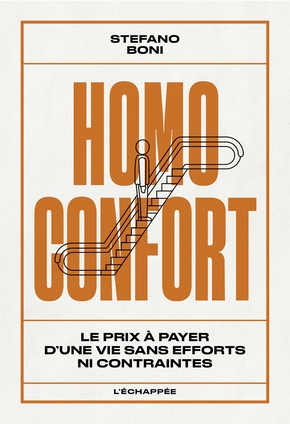 STEFANO
BONI
HOMO
CONFORT
LE PRIX À PAYER
D'UNE VIE SANS EFFORTS
NI CONTRAINTES
L'ÉCHAPPÉE